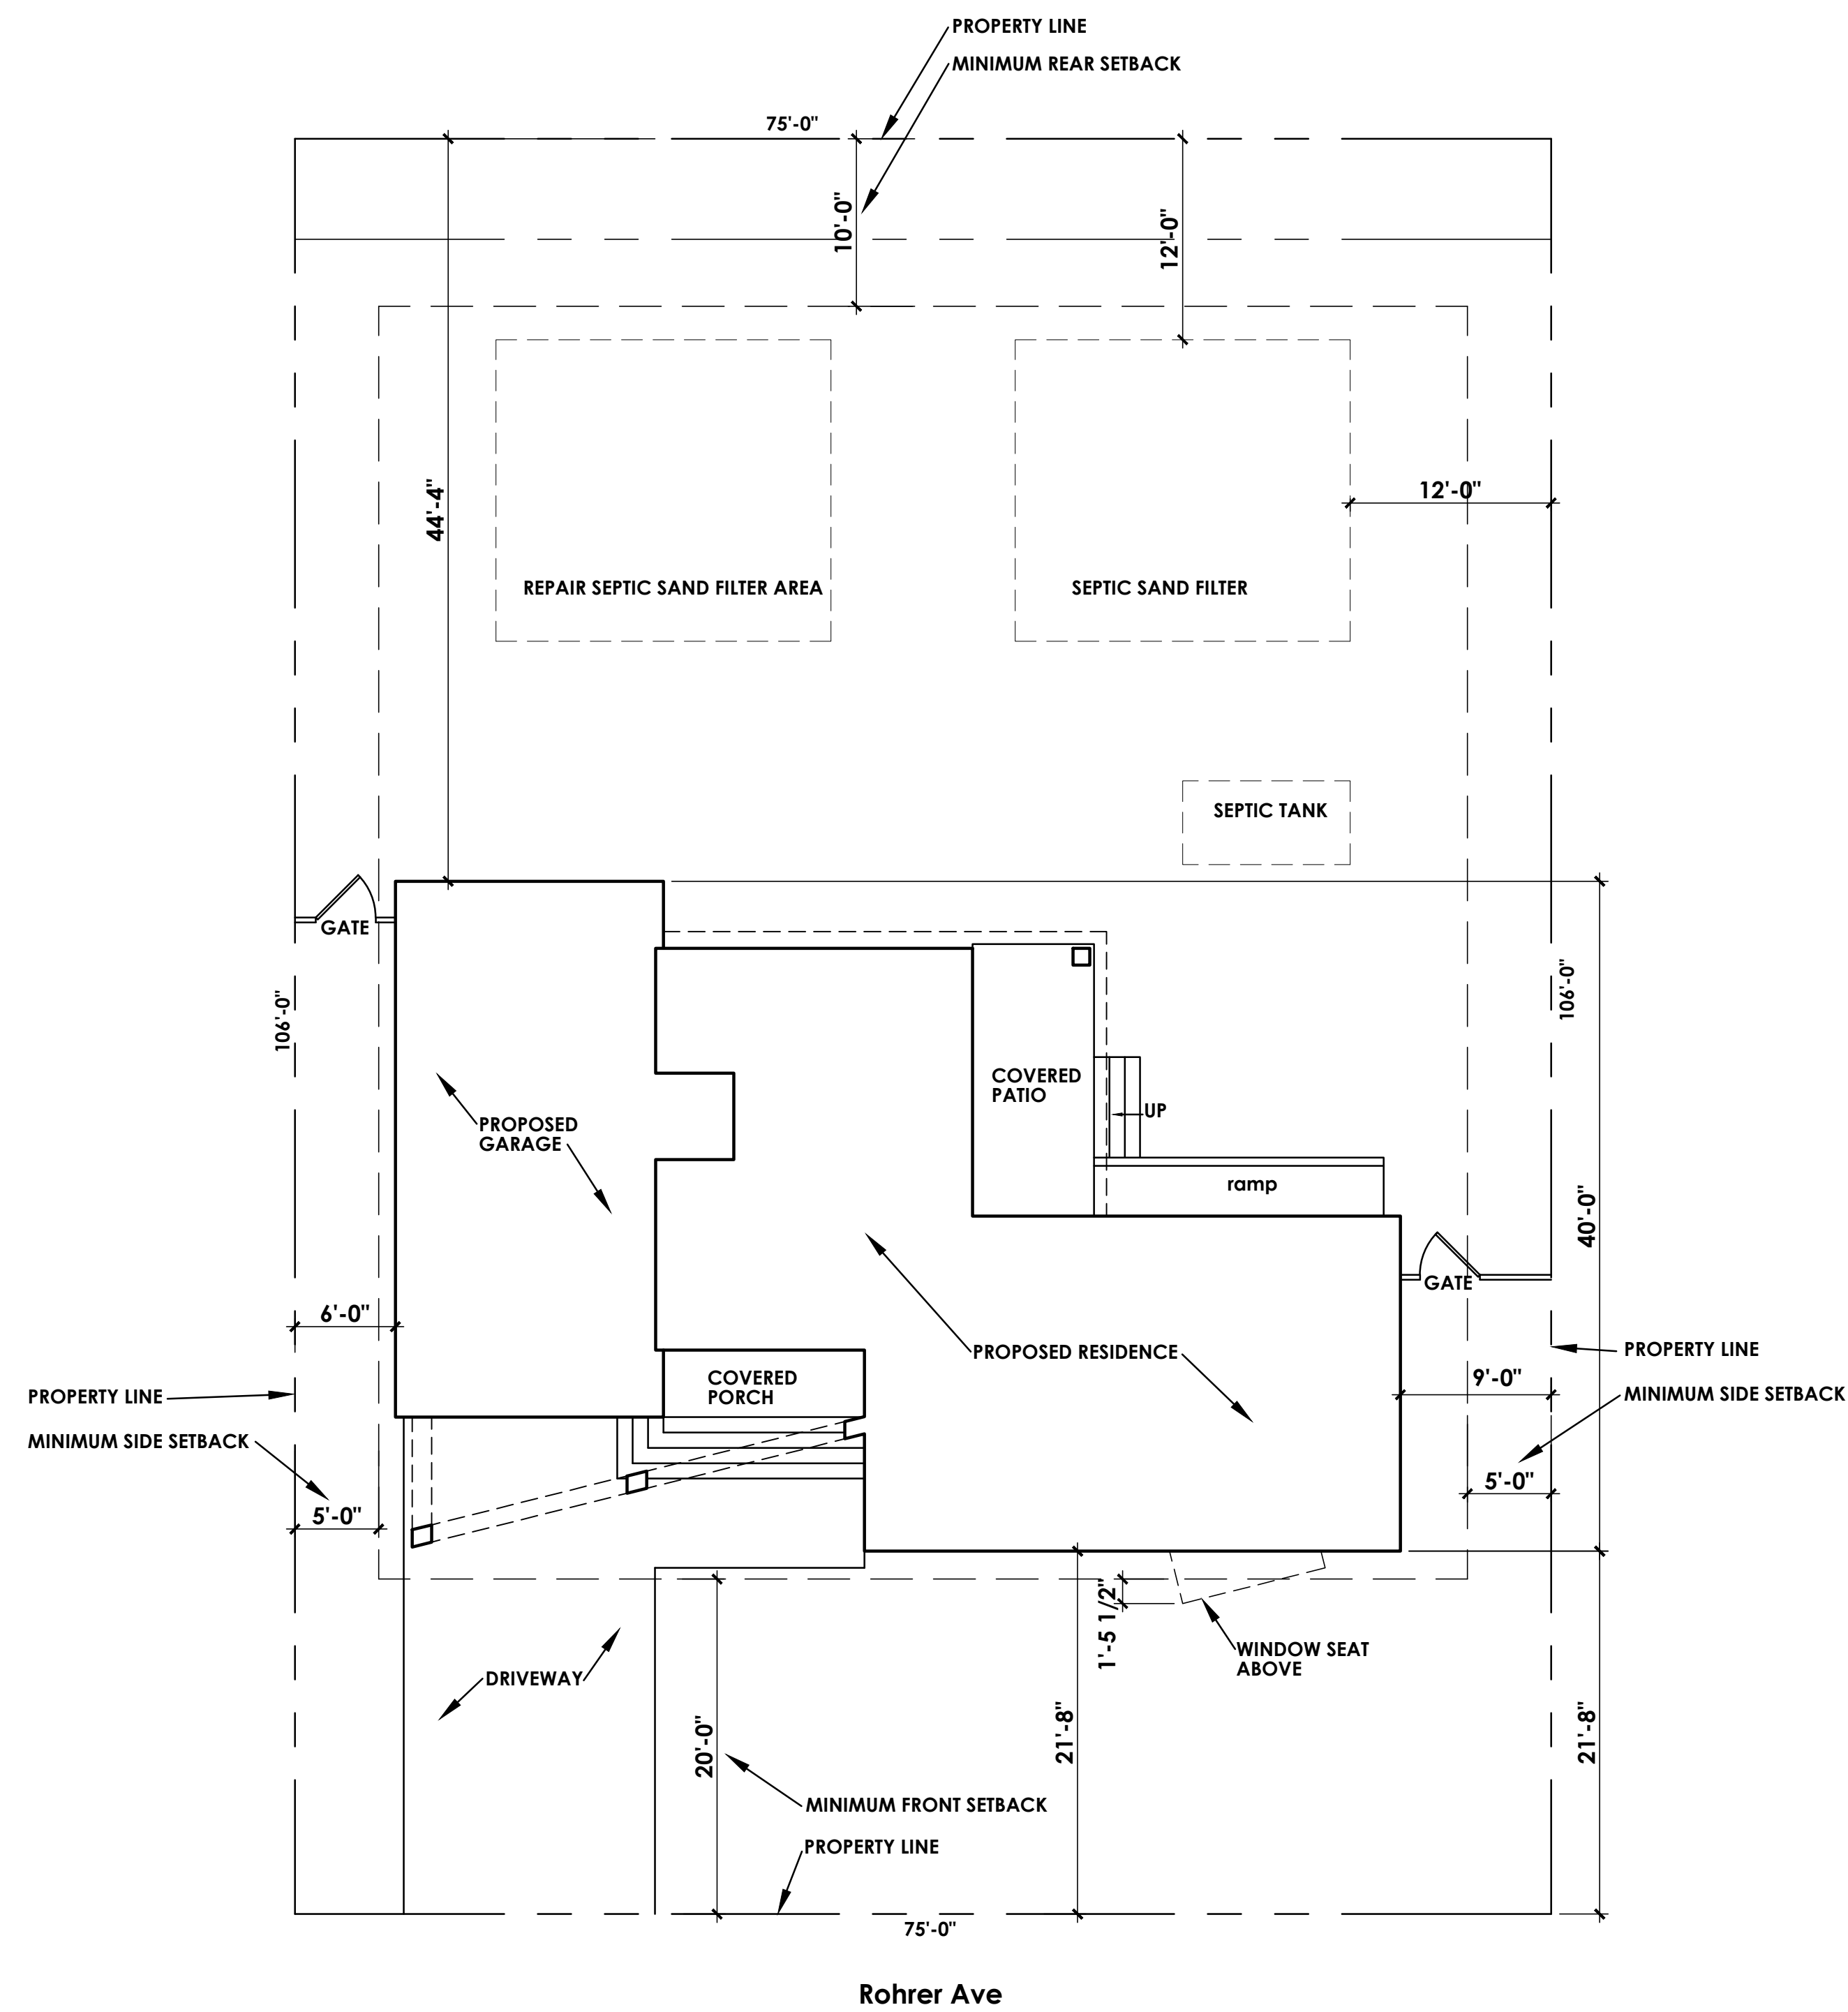 PROPERTY LINE
MINIMUM REAR SETBACK
75'-0"
10'-0"
12'-0"
44'-4"
12'-0"
REPAIR SEPTIC SAND FILTER AREA
SEPTIC SAND FILTER
SEPTIC TANK
GATE
106'-0"
106'-0"
COVERED
PATIO
UP
PROPOSED
GARAGE
ramp
40'-0"
GATE
6'-0"
PROPOSED RESIDENCE
PROPERTY LINE
COVERED
PORCH
9'-0"
PROPERTY LINE
MINIMUM SIDE SETBACK
MINIMUM SIDE SETBACK
5'-0"
5'-0"
1'-5 1/2"
WINDOW SEAT
ABOVE
DRIVEWAY
20'-0"
21'-8"
21'-8"
MINIMUM FRONT SETBACK
PROPERTY LINE
75'-0"
Rohrer Ave